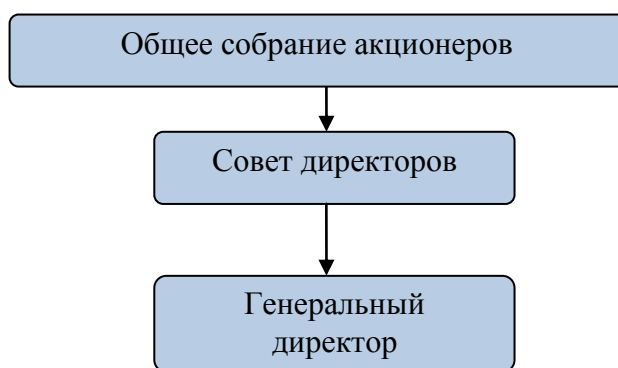 Общее собрание акционеров
Совет директоров
Генеральный
директор